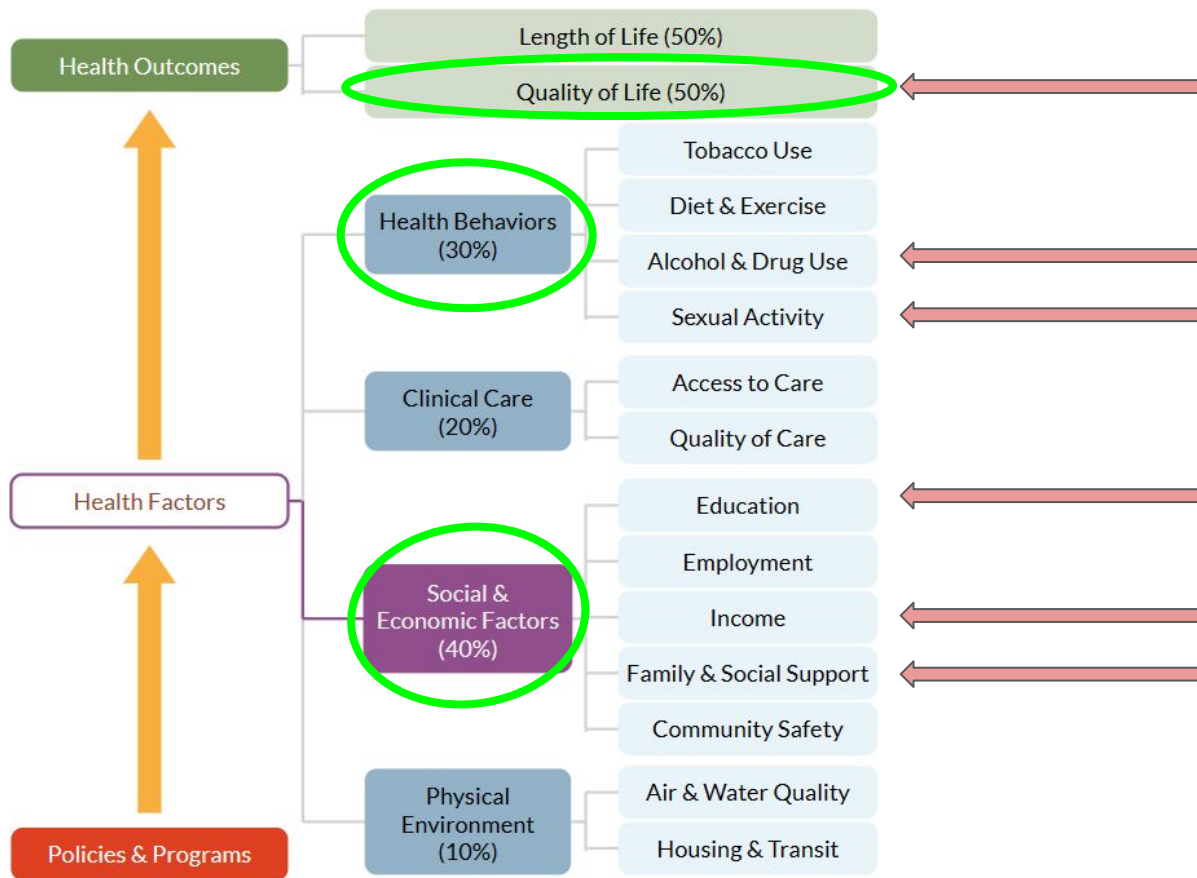 Health Outcomes
Length of Life (50%)
Quality of Life (50%)
Health Behaviors
(30%)
Tobacco Use
Diet & Exercise
Alcohol & Drug Use
Sexual Activity
Clinical Care
(20%)
Access to Care
Quality of Care
Health Factors
Social &
Economic Factors
(40%)
Education
Employment
Income
Family & Social Support
Community Safety
Physical
Environment
(10%)
Air & Water Quality
Housing & Transit
Policies & Programs